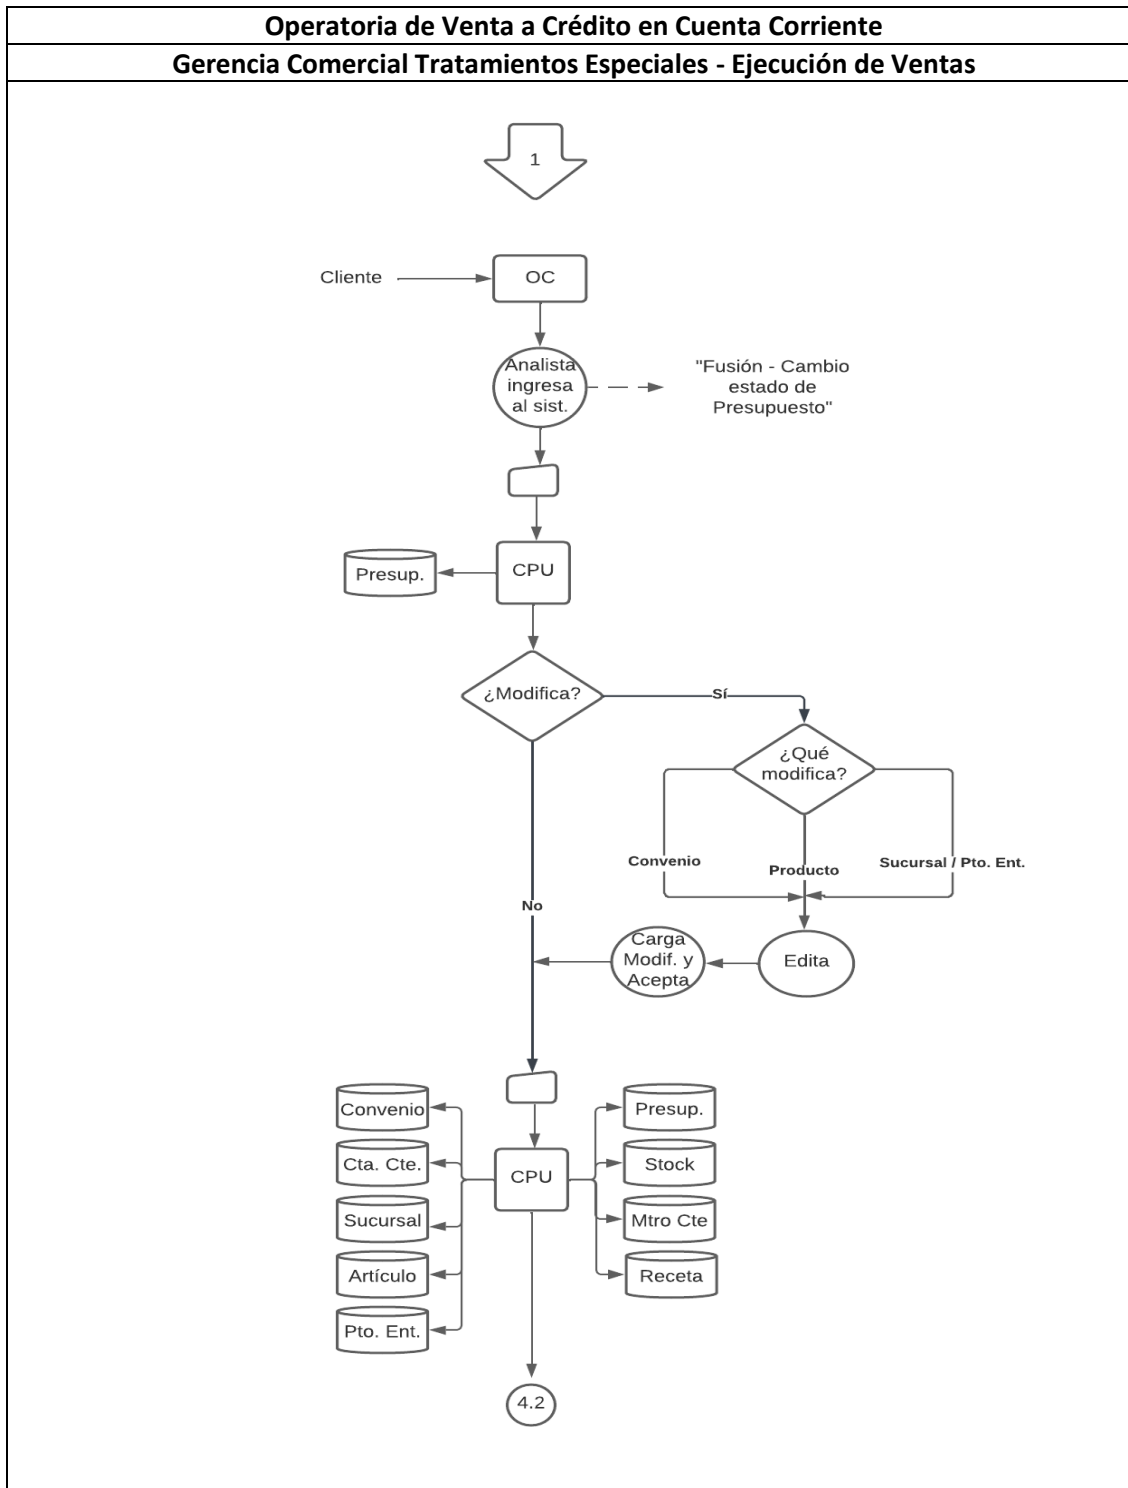 Operatoria de Venta a Crédito en Cuenta Corriente
Gerencia Comercial Tratamientos Especiales - Ejecución de Ventas
1
Cliente
OC
Analista
ingresa
al sist.
"Fusión - Cambio
estado de
Presupuesto"
Presup.
CPU
¿Modifica?
Sí
¿Qué
modifica?
Convenio
Producto
Sucursal / Pto. Ent.
No
Carga
Modif. y
Acepta
Edita
Convenio
Cta. Cte.
Sucursal
Artículo
Pto. Ent.
CPU
Presup.
Stock
Mtro Cte
Receta
4.2